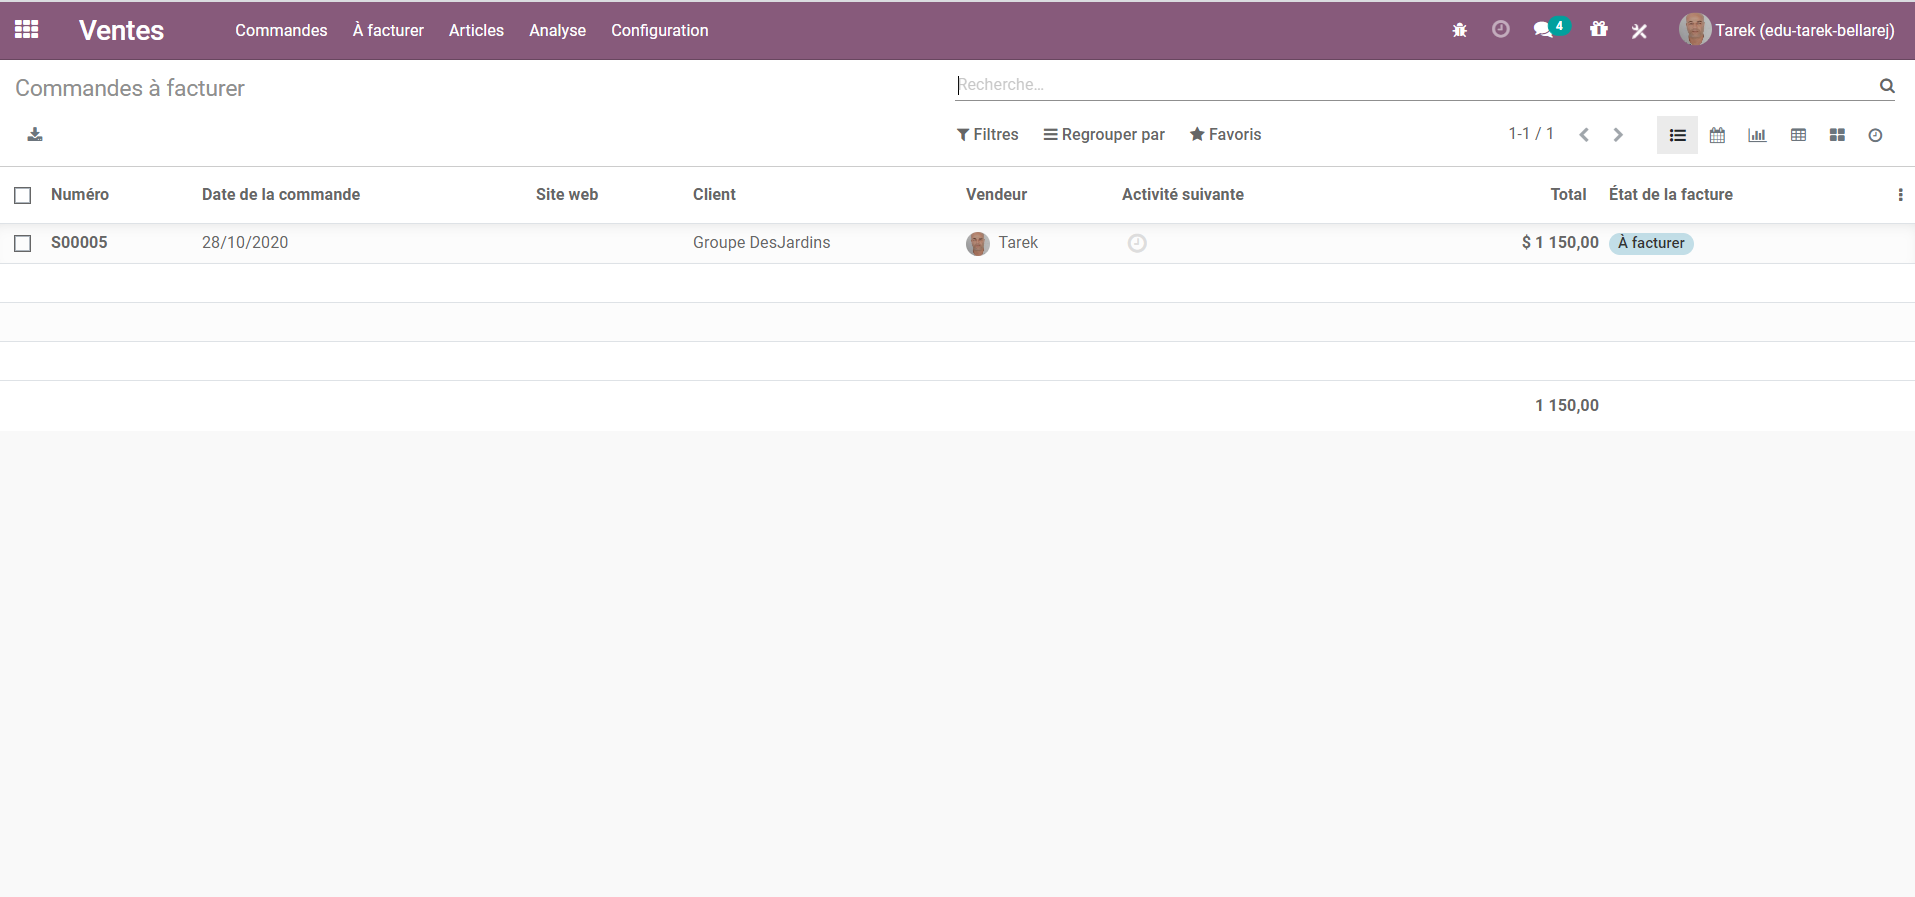 Ventes Commandes À facturer Articles Analyse Configuration 4 Tarek (edu-tarek-bellarej)
Commandes à facturer Recherche...
Filtres Regrouper par Favoris 1-1 / 1
Numéro Date de la commande Site web Client Vendeur Activité suivante Total État de la facture
S00005 28/10/2020 Groupe DesJardins Tarek $ 1 150,00 À facturer
1 150,00